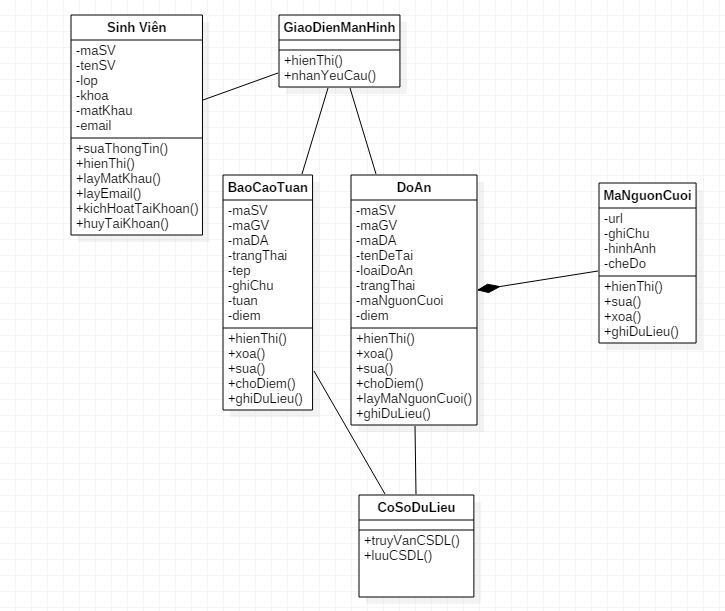 Sinh Viên
-maSV
-tenSV
-lop
-khoa
-matKhau
-email
+suaThongTin()
+hienThi()
+layMatKhau()
+layEmail()
+kichHoatTaiKhoan()
+huyTaiKhoan()
GiaoDienManHinh
+hienThi()
+nhanYeuCau()
BaoCaoTuan
-maSV
-maGV
-maDA
-trangThai
-tep
-ghiChu
-tuan
-diem
+hienThi()
+xoa()
+sua()
+choDiem()
+ghiDuLieu()
DoAn
-maSV
-maGV
-maDA
-tenDeTai
-loaiDoAn
-trangThai
-maNguonCuoi
-diem
+hienThi()
+xoa()
+sua()
+choDiem()
+layMaNguonCuoi()
+ghiDuLieu()
MaNguonCuoi
-url
-ghiChu
-hinhAnh
-cheDo
+hienThi()
+sua()
+xoa()
+ghiDuLieu()
CoSoDuLieu
+truyVanCSDL()
+luuCSDL()